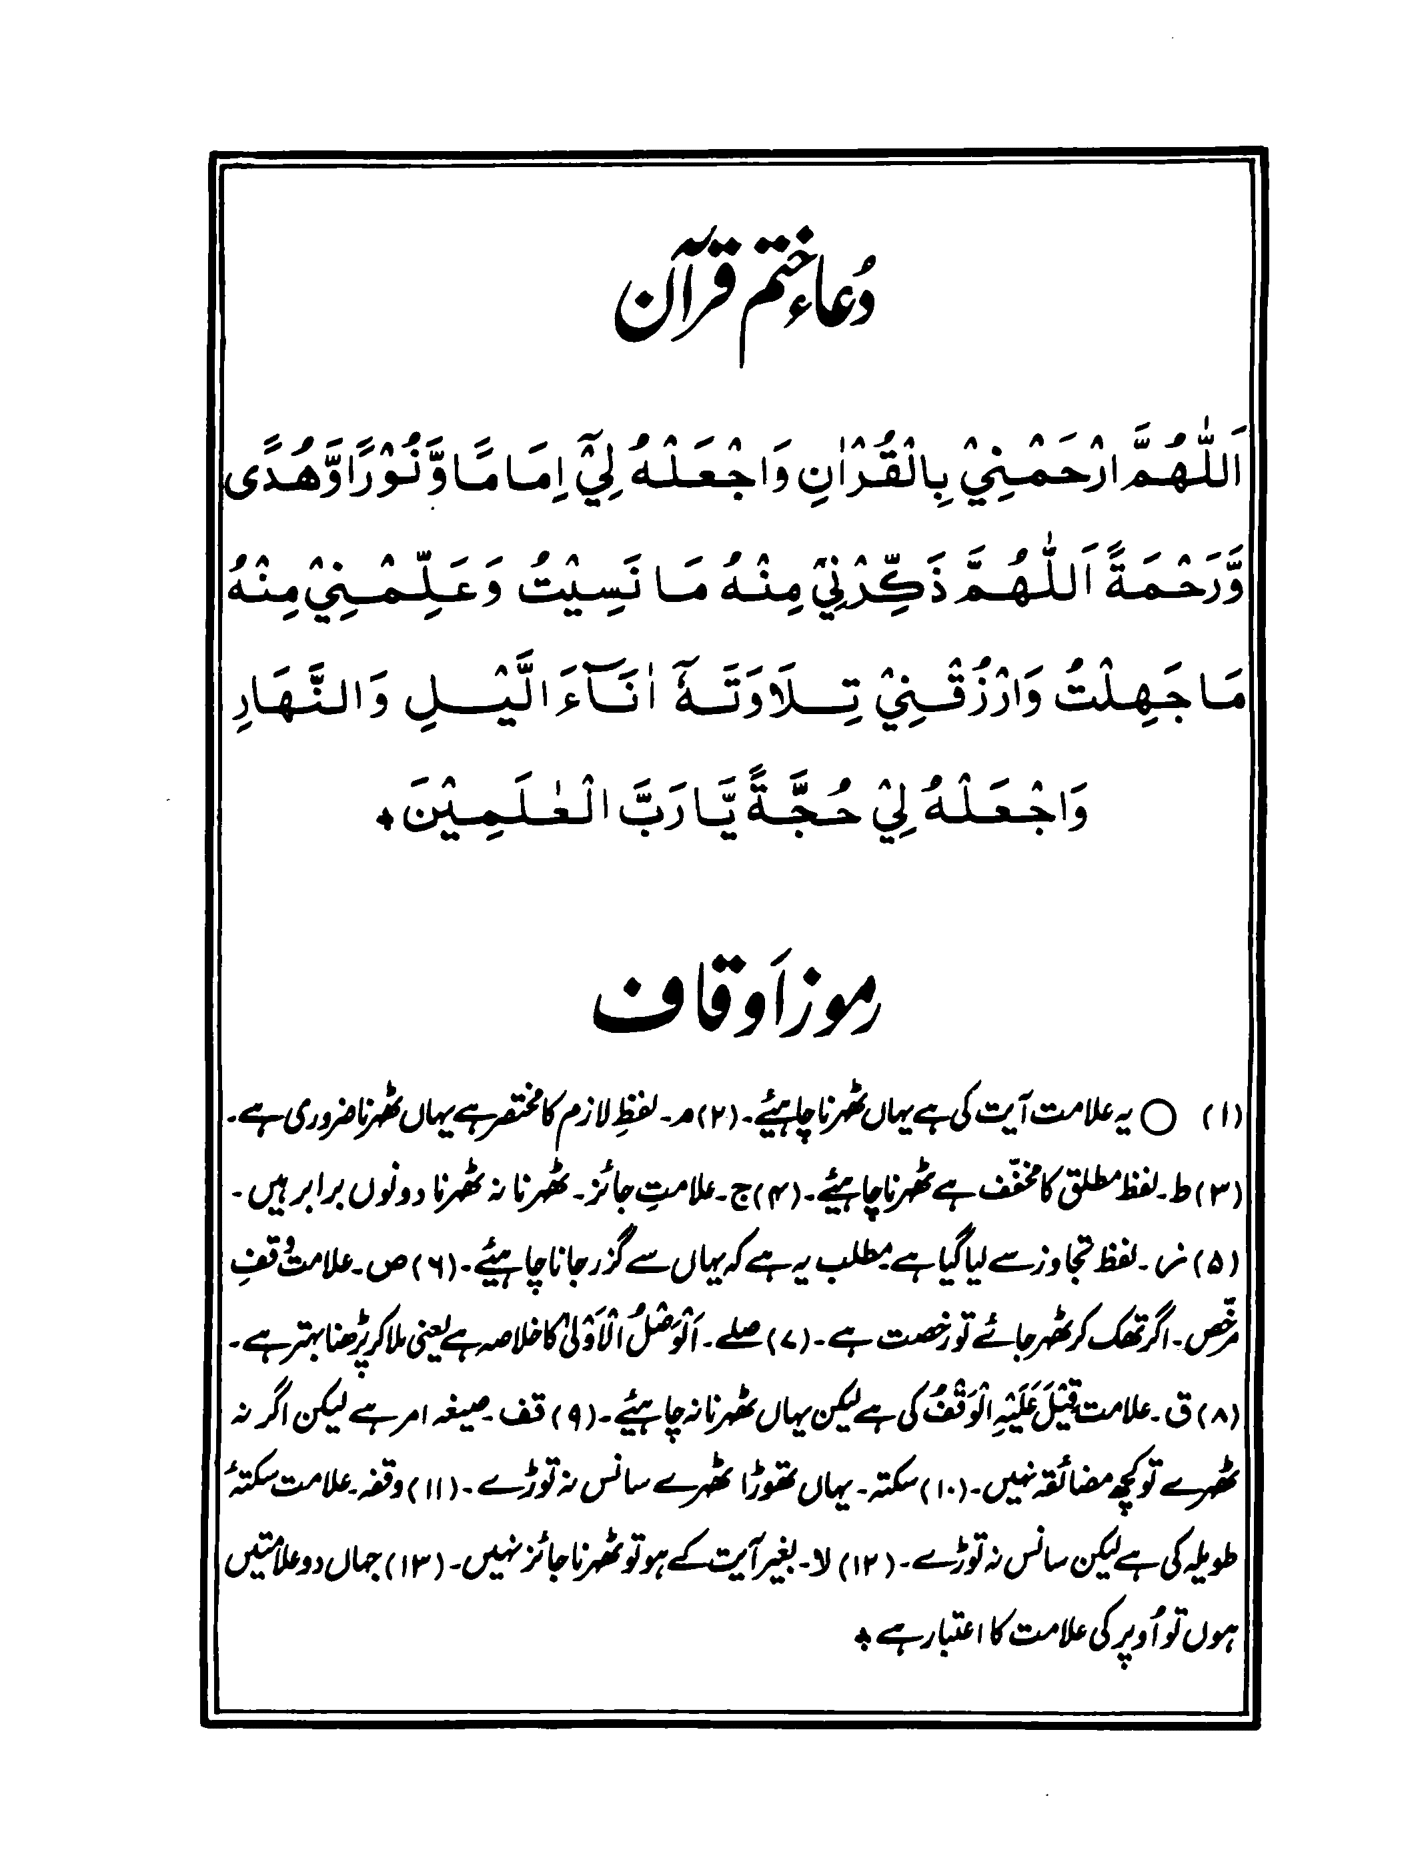 دُعاء ختم قرآن
اَللّٰهُمَّ ارْحَمْنِيْ بِالْقُرْاٰنِ وَاجْعَلْهُ لِيْٓ اِمَامًا وَّنُوْرًا وَّهُدًى
وَّرَحْمَةً اَللّٰهُمَّ ذَكِّرْنِيْ مِنْهُ مَا نَسِيْتُ وَعَلِّمْنِيْ مِنْهُ
مَا جَهِلْتُ وَارْزُقْنِيْ تِلَاوَتَهٗٓ اٰنَآءَ الَّيْلِ وَالنَّهَارِ
وَاجْعَلْهُ لِيْ حُجَّةً يَّا رَبَّ الْعٰلَمِيْنَ
رموز اَوقاف
(۱) ◯ یہ علامت آیت کی ہے یہاں ٹھہرنا چاہیئے۔ (۲) م۔ لفظِ لازم کا مختصر ہے یہاں ٹھہرنا ضروری ہے۔
(۳) ط۔ لفظ مطلق کا مخفّف ہے ٹھہرنا چاہیئے۔ (۴) ج۔ علامتِ جائز۔ ٹھہرنا نہ ٹھہرنا دونوں برابر ہیں۔
(۵) ز۔ لفظ تجاوز سے لیا گیا ہے مطلب یہ ہے کہ یہاں سے گزر جانا چاہیئے۔ (۶) ص۔ علامت وُقفِ
مرخّص۔ اگر تھک کر ٹھہر جائے تو رخصت ہے۔ (۷) صلے۔ اَلْوَصْلُ الْاَوْلٰی کا خلاصہ ہے یعنی ملا کر پڑھنا بہتر ہے۔
(۸) ق۔ علامت قِيْلَ عَلَيْهِ الْوَقْفُ کی ہے لیکن یہاں ٹھہرنا نہ چاہیئے۔ (۹) قف۔ صیغہ امر ہے لیکن اگر نہ
ٹھہرے تو کچھ مضائقہ نہیں۔ (۱۰) سکتہ۔ یہاں تھوڑا ٹھہرے سانس نہ توڑے۔ (۱۱) وقفہ۔ علامت سکتۂ
طویلہ کی ہے لیکن سانس نہ توڑے۔ (۱۲) لا۔ بغیر آیت کے ہو تو ٹھہرنا جائز نہیں۔ (۱۳) جہاں دو علامتیں
ہوں تو اُوپر کی علامت کا اعتبار ہے